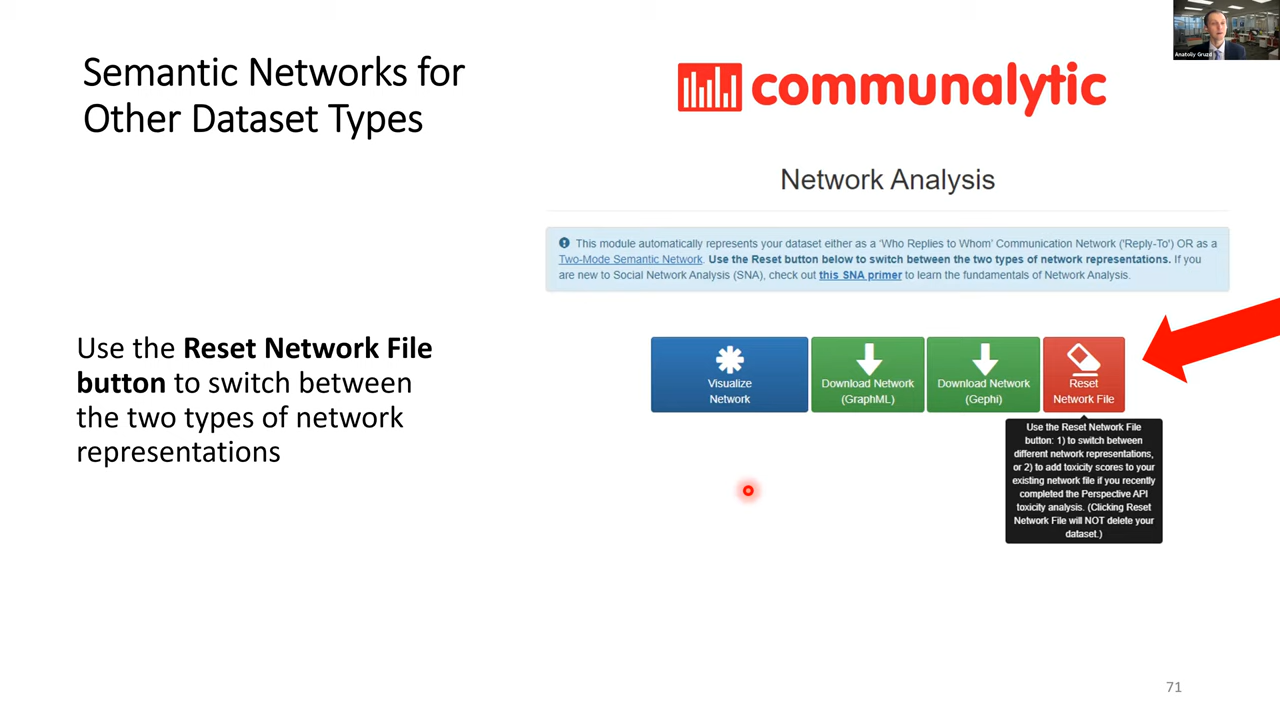 Semantic Networks for
Other Dataset Types
Anatoliy Gruzd
communalytic
Network Analysis
This module automatically represents your dataset either as a 'Who Replies to Whom' Communication Network ('Reply-To') OR as a
Two-Mode Semantic Network. Use the Reset button below to switch between the two types of network representations. If you
are new to Social Network Analysis (SNA), check out this SNA primer to learn the fundamentals of Network Analysis.
Use the Reset Network File
button to switch between
the two types of network
representations
Visualize
Network
Download Network
(GraphML)
Download Network
(Gephi)
Reset
Network File
Use the Reset Network File
button: 1) to switch between
different network representations,
or 2) to add toxicity scores to your
existing network file if you recently
completed the Perspective API
toxicity analysis. (Clicking Reset
Network File will NOT delete your
dataset.)
71